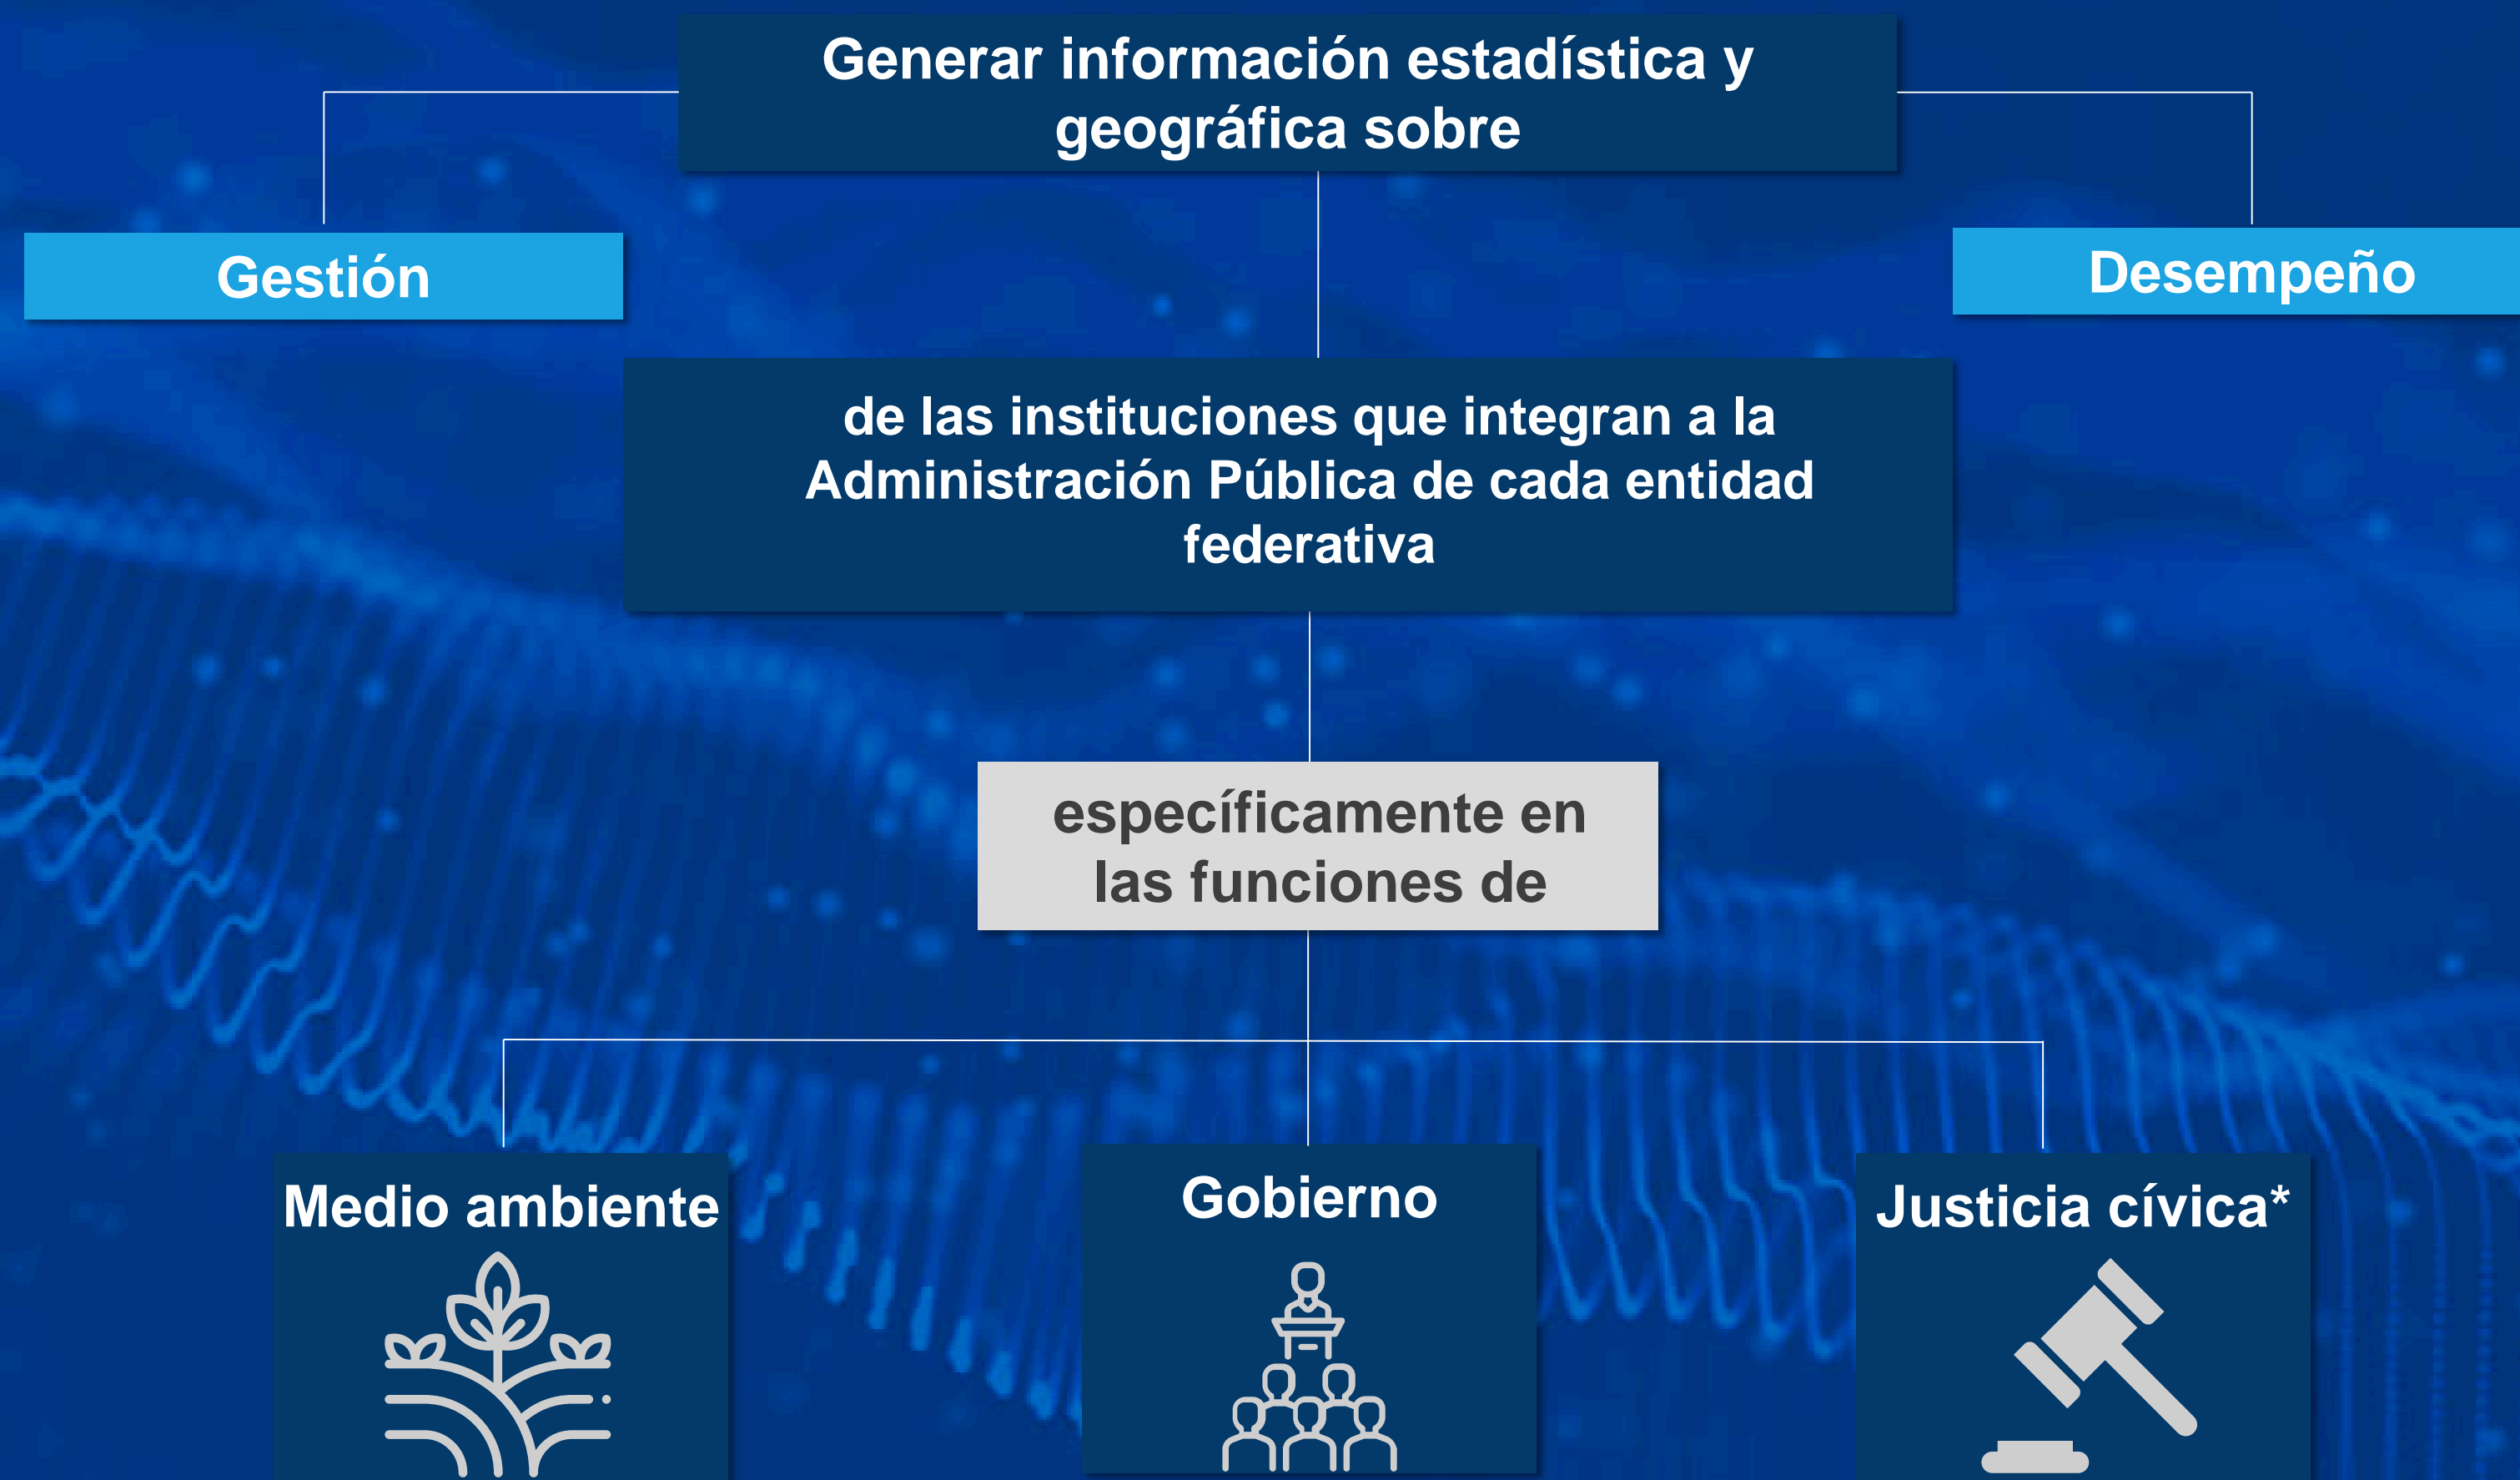 Generar información estadística y
geográfica sobre
Gestión
Desempeño
de las instituciones que integran a la
Administración Pública de cada entidad
federativa
específicamente en
las funciones de
Medio ambiente
Gobierno
Justicia cívica*